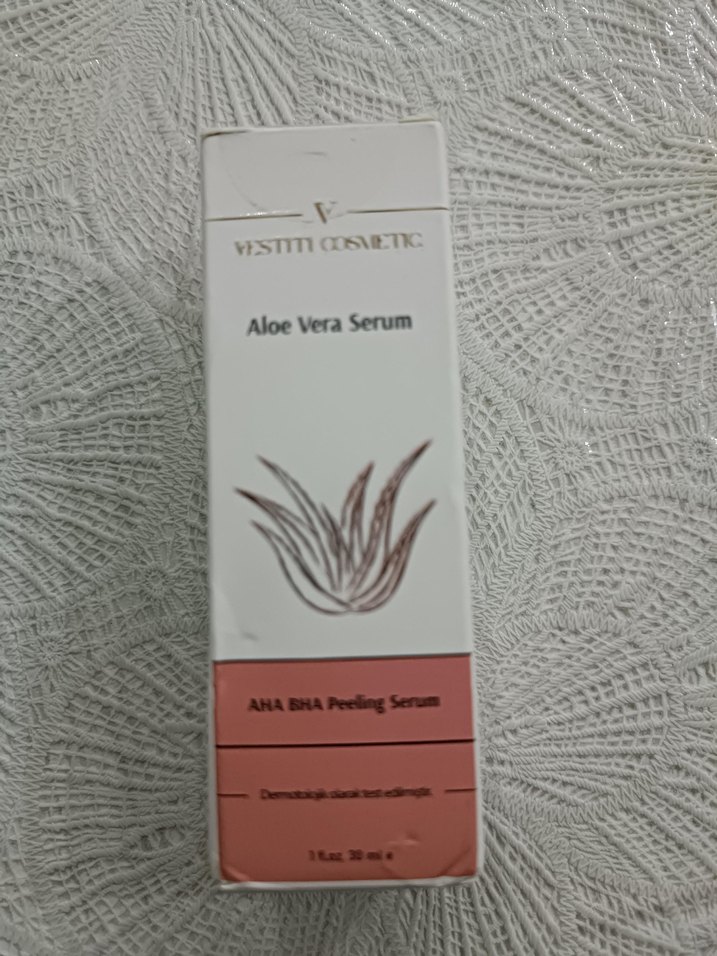 V
VESTITI COSMETIC
Aloe Vera Serum
AHA BHA Peeling Serum
Dermatolojik olarak test edilmiştir.
1 fl.oz, 30 ml e